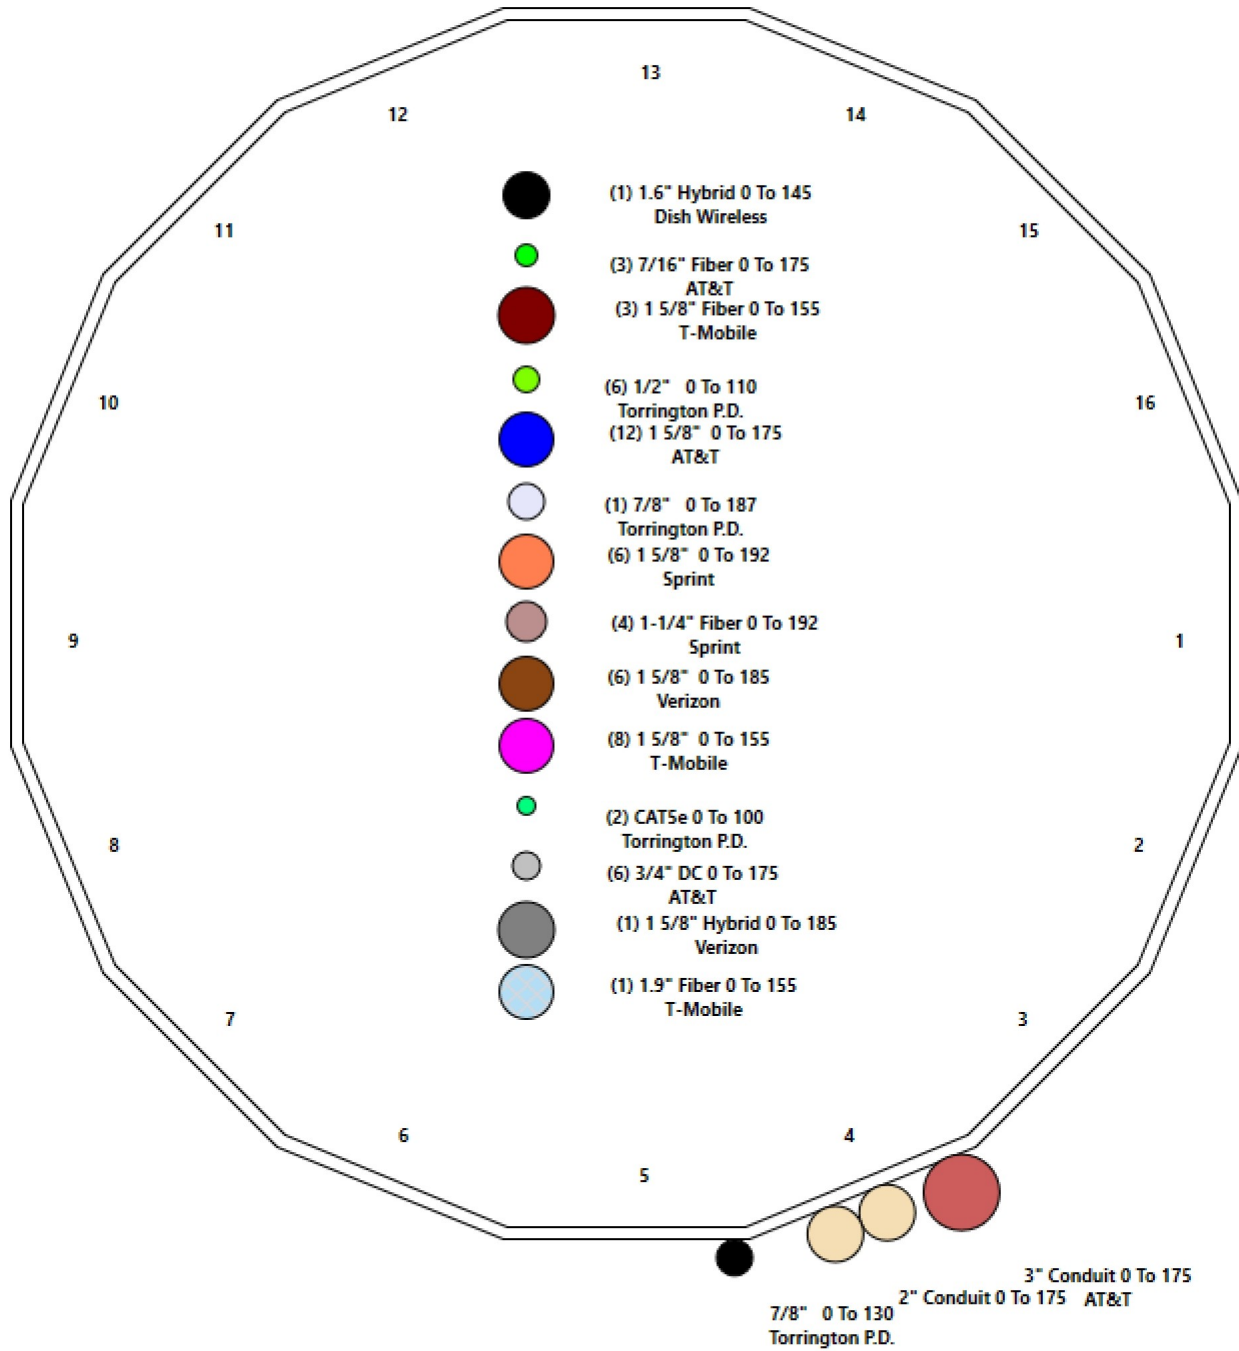 13
12
14
(1) 1.6" Hybrid 0 To 145
Dish Wireless
11
15
(3) 7/16" Fiber 0 To 175
AT&T
(3) 1 5/8" Fiber 0 To 155
T-Mobile
(6) 1/2" 0 To 110
Torrington P.D.
10
16
(12) 1 5/8" 0 To 175
AT&T
(1) 7/8" 0 To 187
Torrington P.D.
(6) 1 5/8" 0 To 192
Sprint
(4) 1-1/4" Fiber 0 To 192
Sprint
9
1
(6) 1 5/8" 0 To 185
Verizon
(8) 1 5/8" 0 To 155
T-Mobile
(2) CAT5e 0 To 100
Torrington P.D.
8
2
(6) 3/4" DC 0 To 175
AT&T
(1) 1 5/8" Hybrid 0 To 185
Verizon
(1) 1.9" Fiber 0 To 155
T-Mobile
7
3
6
4
5
3" Conduit 0 To 175
AT&T
2" Conduit 0 To 175
7/8" 0 To 130
Torrington P.D.